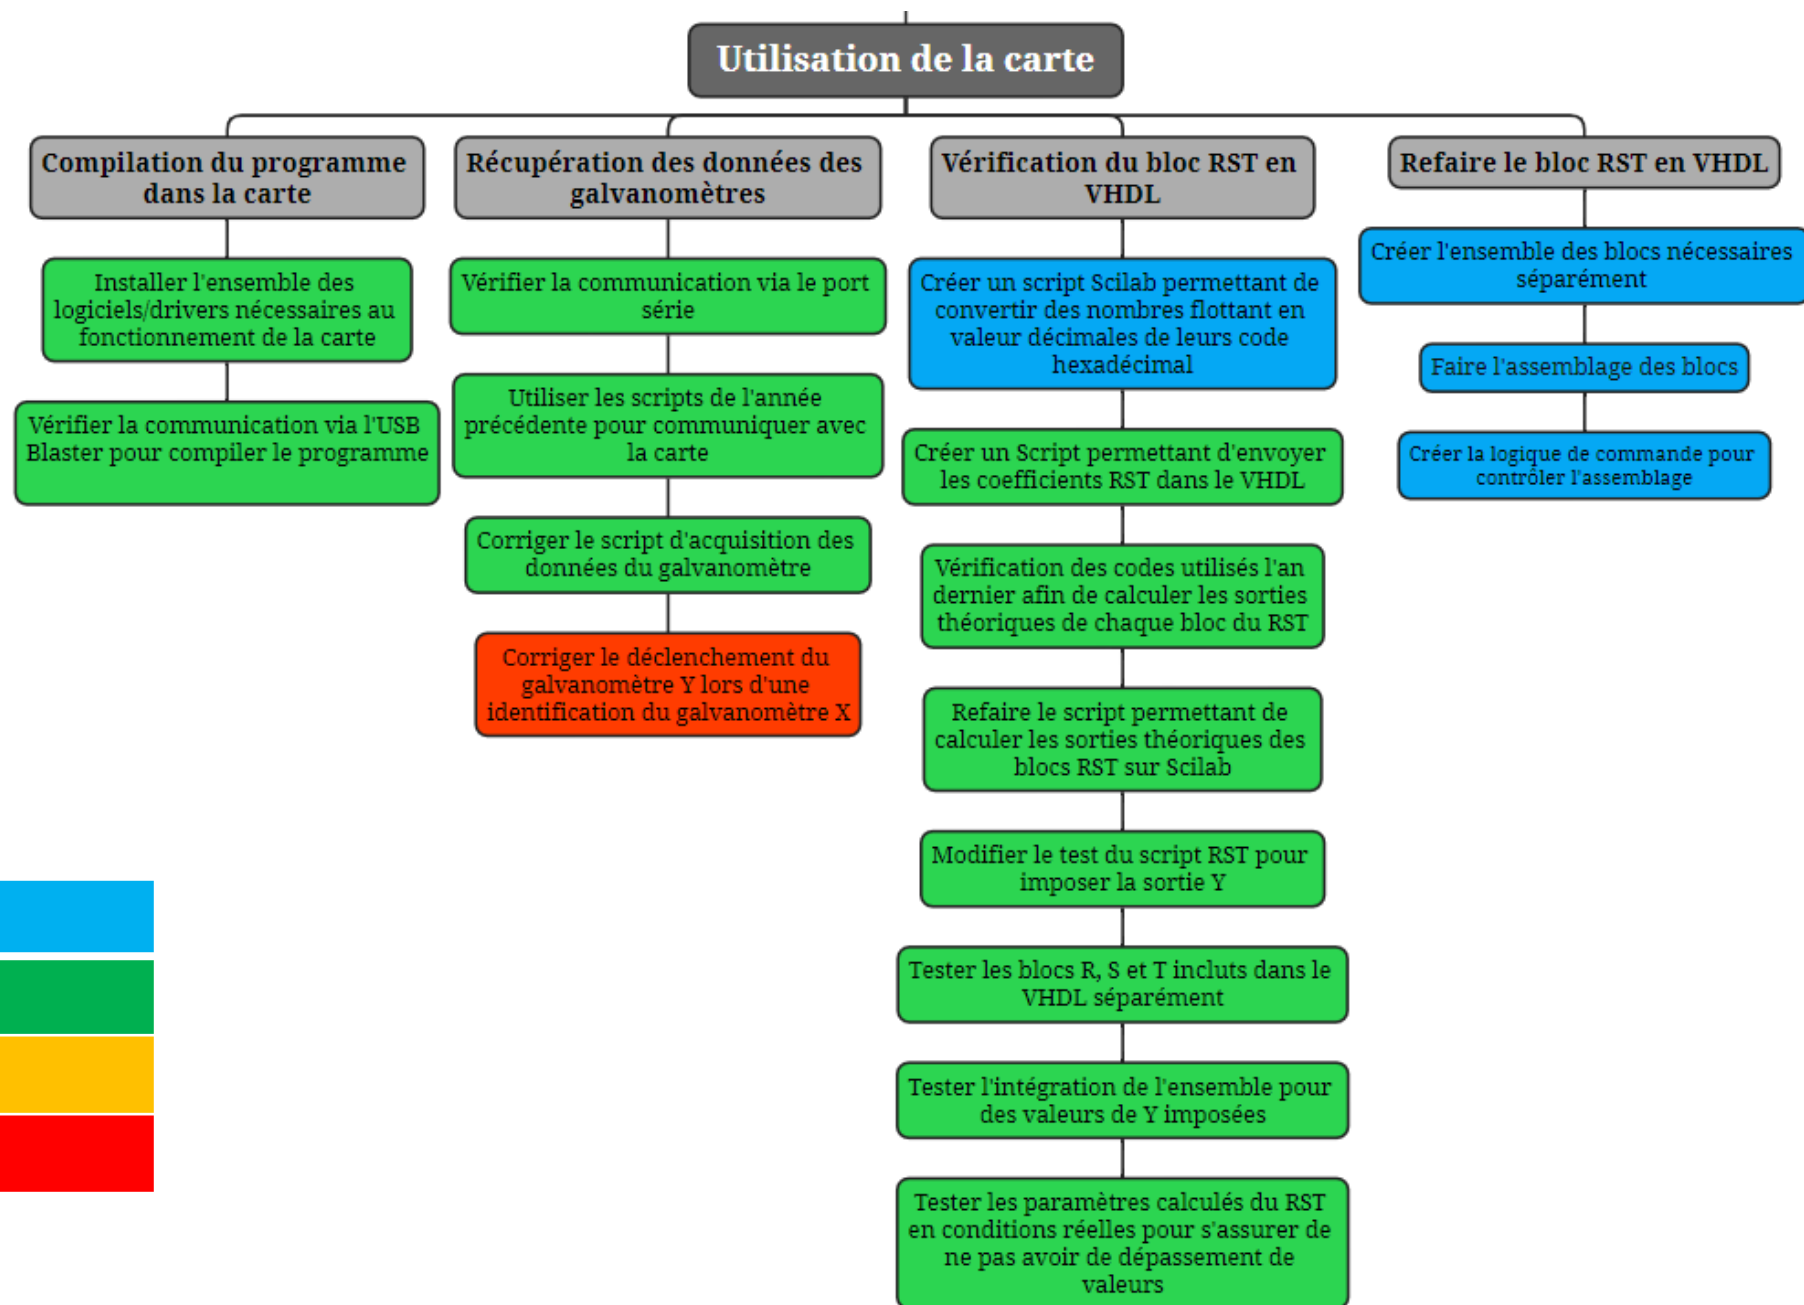 Utilisation de la carte
Compilation du programme
dans la carte
Installer l'ensemble des
logiciels/drivers nécessaires au
fonctionnement de la carte
Vérifier la communication via l'USB
Blaster pour compiler le programme
Récupération des données des
galvanomètres
Vérifier la communication via le port
série
Utiliser les scripts de l'année
précédente pour communiquer avec
la carte
Corriger le script d'acquisition des
données du galvanomètre
Corriger le déclenchement du
galvanomètre Y lors d'une
identification du galvanomètre X
Vérification du bloc RST en
VHDL
Créer un script Scilab permettant de
convertir des nombres flottant en
valeur décimales de leurs code
hexadécimal
Créer un Script permettant d'envoyer
les coefficients RST dans le VHDL
Vérification des codes utilisés l'an
dernier afin de calculer les sorties
théoriques de chaque bloc du RST
Refaire le script permettant de
calculer les sorties théoriques des
blocs RST sur Scilab
Modifier le test du script RST pour
imposer la sortie Y
Tester les blocs R, S et T incluts dans le
VHDL séparément
Tester l'intégration de l'ensemble pour
des valeurs de Y imposées
Tester les paramètres calculés du RST
en conditions réelles pour s'assurer de
ne pas avoir de dépassement de
valeurs
Refaire le bloc RST en VHDL
Créer l'ensemble des blocs nécessaires
séparément
Faire l'assemblage des blocs
Créer la logique de commande pour
contrôler l'assemblage